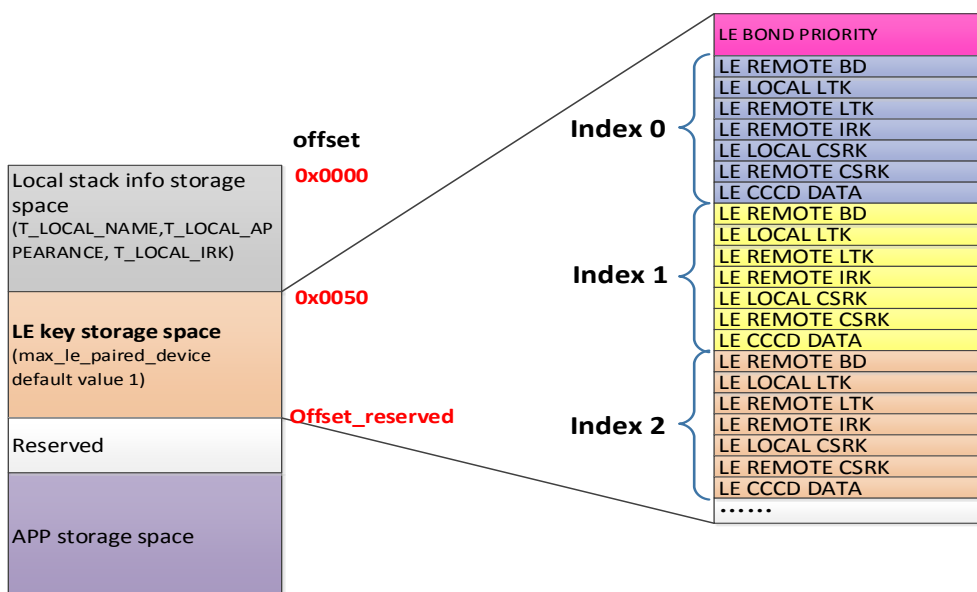 offset
0x0000
Local stack info storage
space
(T_LOCAL_NAME,T_LOCAL_AP
PEARANCE, T_LOCAL_IRK)
0x0050
LE key storage space
(max_le_paired_device
default value 1)
Offset_reserved
Reserved
APP storage space
Index 0
Index 1
Index 2
LE BOND PRIORITY
LE REMOTE BD
LE LOCAL LTK
LE REMOTE LTK
LE REMOTE IRK
LE LOCAL CSRK
LE REMOTE CSRK
LE CCCD DATA
LE REMOTE BD
LE LOCAL LTK
LE REMOTE LTK
LE REMOTE IRK
LE LOCAL CSRK
LE REMOTE CSRK
LE CCCD DATA
LE REMOTE BD
LE LOCAL LTK
LE REMOTE LTK
LE REMOTE IRK
LE LOCAL CSRK
LE REMOTE CSRK
LE CCCD DATA
······